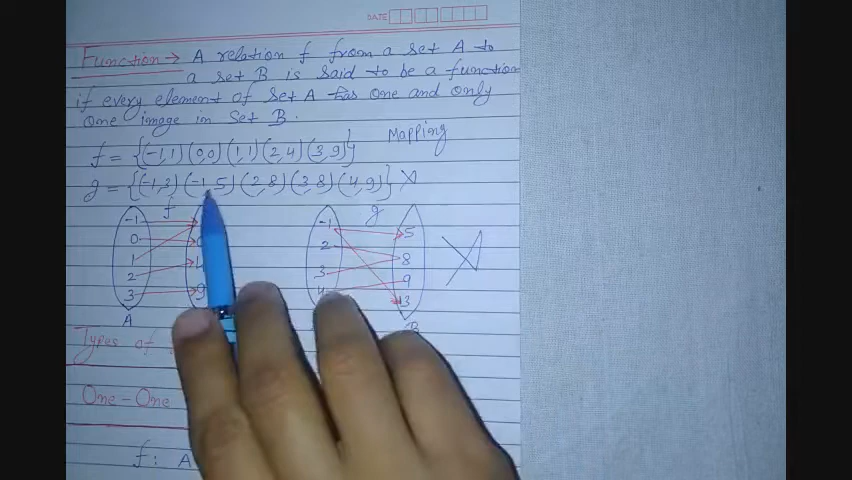 DATE
Function → A relation f from a set A to
a set B is said to be a function
if every element of set A has one and only
one image in set B.
Mapping
f = {(-1,1) (0,0) (1,1) (2,4) (3,9)}
g = {(-1,3) (-1,5) (2,8) (3,8) (4,9)} X
f
g
-1
0
1
2
3
9
-1
2
3
4
5
8
9
3
A
B
Types of
One-One
f: A